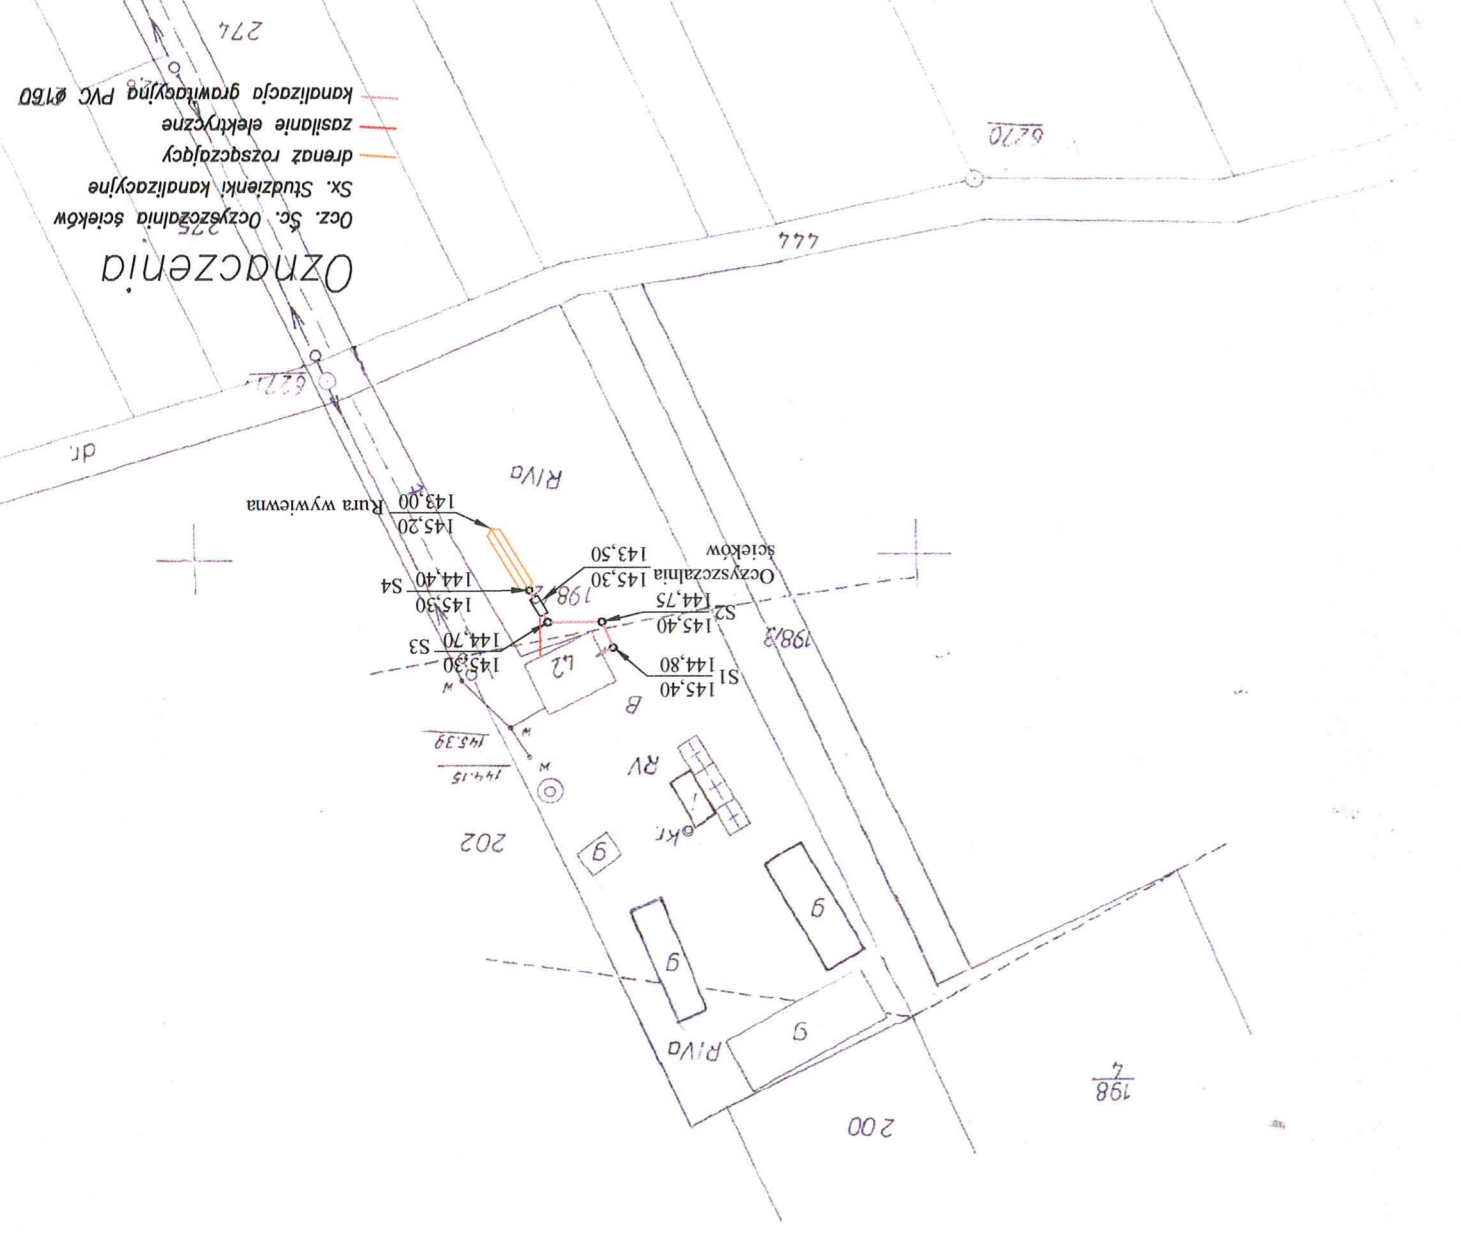 200
198
4
RIVa
g
g
g
g
202
kr.
RV
144.15
145.39
w
w
w
B
42
S1 145,40
144,80
S2 145,40
144,75
145,30 S3
144,70
198/3
198
Oczyszczalnia
ścieków
145,30
143,50
145,30 S4
144,40
145,20
143,00
Rura wywiewna
RIVa
dr.
444
6270
Oznaczenia
Ocz. Śc. Oczyszczalnia ścieków
275
Sx. Studzienki kanalizacyjne
drenaż rozsączający
zasilanie elektryczne
kanalizacja grawitacyjna PVC ø160
274